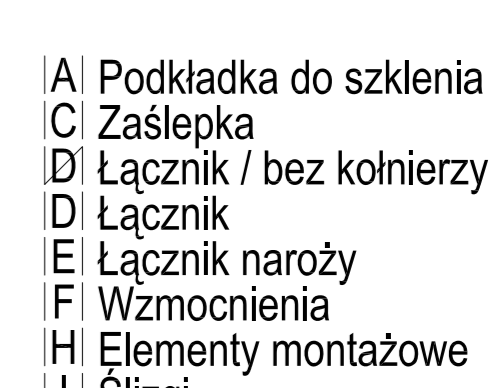 A Podkładka do szklenia
C Zaślepka
D Łącznik / bez kołnierzy
D Łącznik
E Łącznik naroży
F Wzmocnienia
H Elementy montażowe